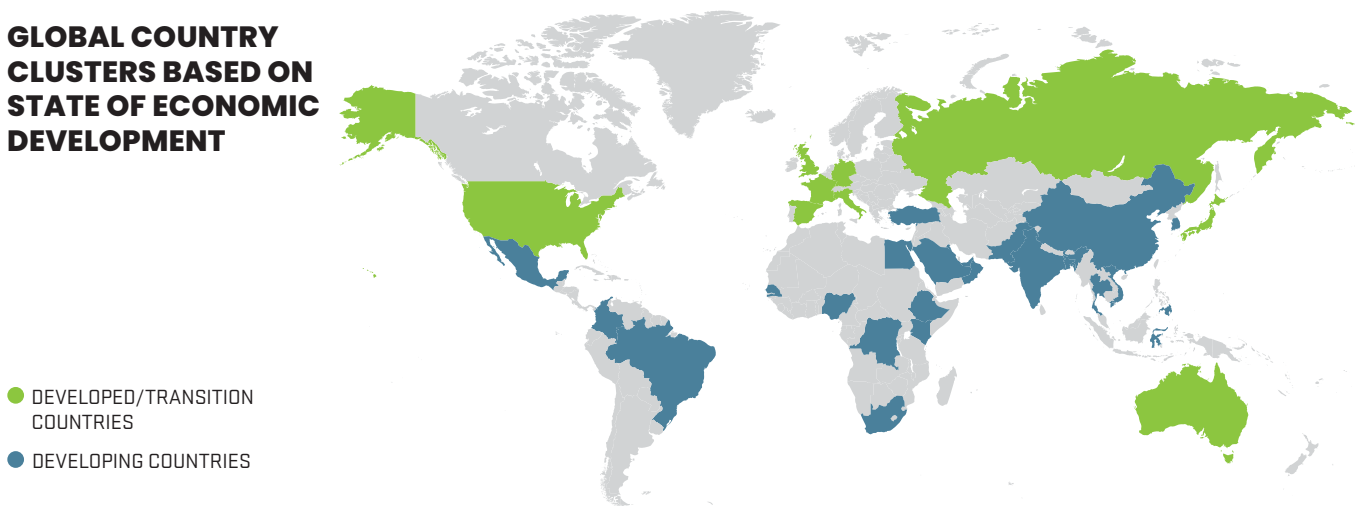 GLOBAL COUNTRY
CLUSTERS BASED ON
STATE OF ECONOMIC
DEVELOPMENT
DEVELOPED/TRANSITION
COUNTRIES
DEVELOPING COUNTRIES